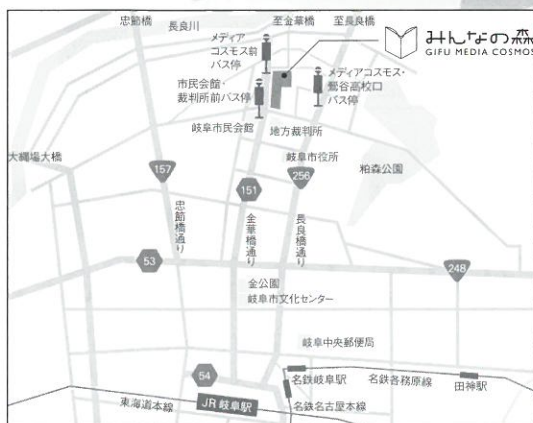 忠節橋
長良川
至金華橋
至長良橋
みんなの森
GIFU MEDIA COSMOS
メディア
コスモス前
バス停
市民会館・
裁判所前バス停
メディアコスモス・
鶯谷高校口
バス停
岐阜市民会館
地方裁判所
大縄場大橋
岐阜市役所
粕森公園
157
151
256
忠節橋通り
金華橋通り
長良橋通り
53
248
金公園
岐阜市文化センター
岐阜中央郵便局
54
名鉄岐阜駅
名鉄各務原線
田神駅
東海道本線
JR 岐阜駅
名鉄名古屋本線